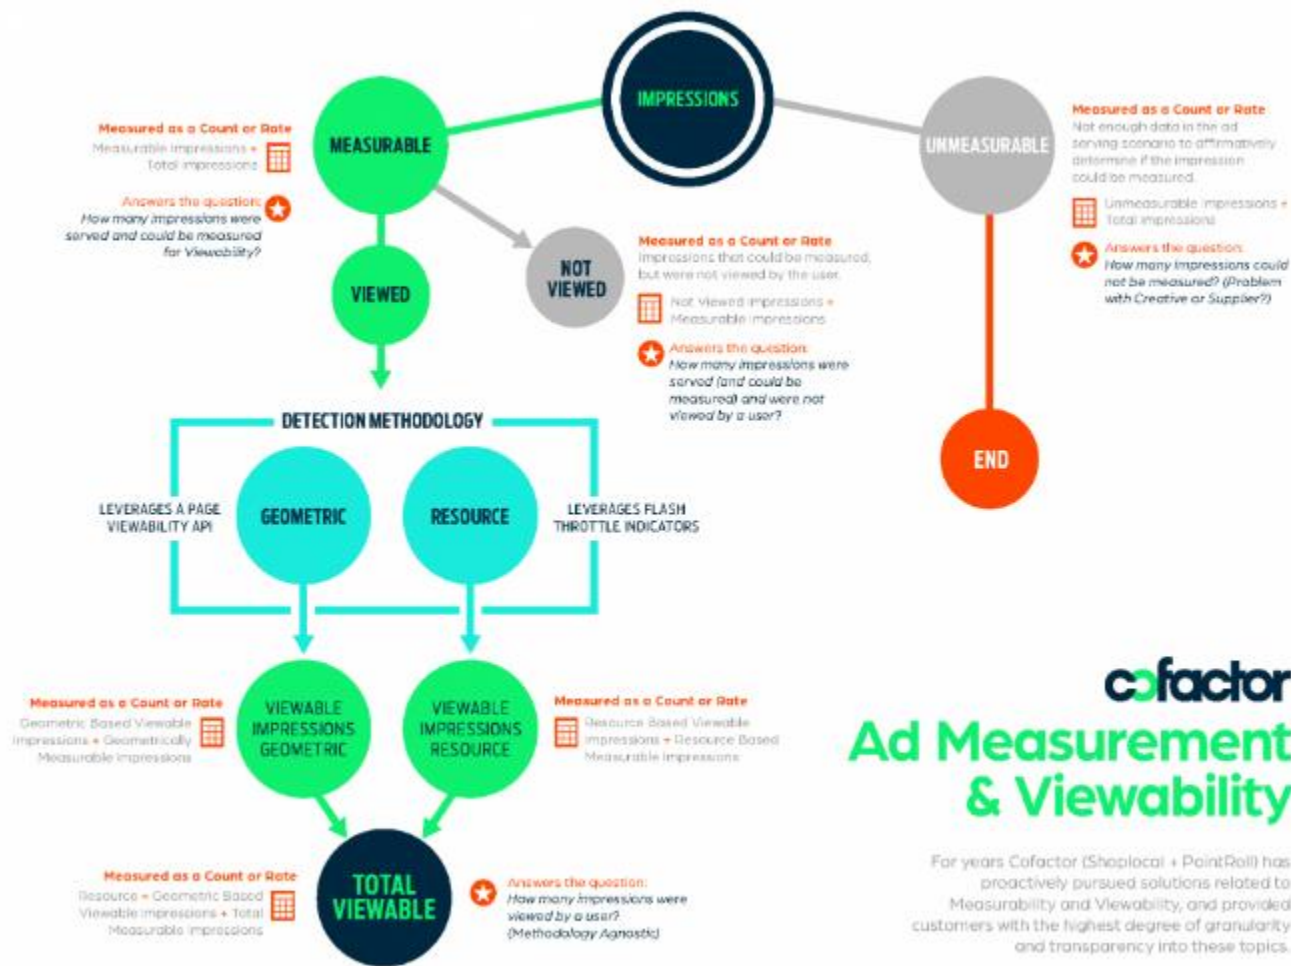 IMPRESSIONS
MEASURABLE
UNMEASURABLE
Measured as a Count or Rate
Measurable Impressions ÷
Total Impressions
Answers the question:
How many impressions were
served and could be measured
for Viewability?
Measured as a Count or Rate
Not enough data in the ad
serving scenario to affirmatively
determine if the impression
could be measured.
Unmeasurable Impressions ÷
Total Impressions
Answers the question:
How many impressions could
not be measured? (Problem
with Creative or Supplier?)
VIEWED
NOT
VIEWED
Measured as a Count or Rate
Impressions that could be measured,
but were not viewed by the user.
Not Viewed Impressions ÷
Measurable Impressions
Answers the question:
How many impressions were
served (and could be
measured) and were not
viewed by a user?
END
DETECTION METHODOLOGY
LEVERAGES A PAGE
VIEWABILITY API
GEOMETRIC
RESOURCE
LEVERAGES FLASH
THROTTLE INDICATORS
Measured as a Count or Rate
Geometric Based Viewable
Impressions ÷ Geometrically
Measurable Impressions
VIEWABLE
IMPRESSIONS
GEOMETRIC
VIEWABLE
IMPRESSIONS
RESOURCE
Measured as a Count or Rate
Resource Based Viewable
Impressions ÷ Resource Based
Measurable Impressions
Measured as a Count or Rate
Resource + Geometric Based
Viewable Impressions ÷ Total
Measurable Impressions
TOTAL
VIEWABLE
Answers the question:
How many impressions were
viewed by a user?
(Methodology Agnostic)
cofactor
Ad Measurement
& Viewability
For years Cofactor (Shoplocal + PointRoll) has
proactively pursued solutions related to
Measurability and Viewability, and provided
customers with the highest degree of granularity
and transparency into these topics.